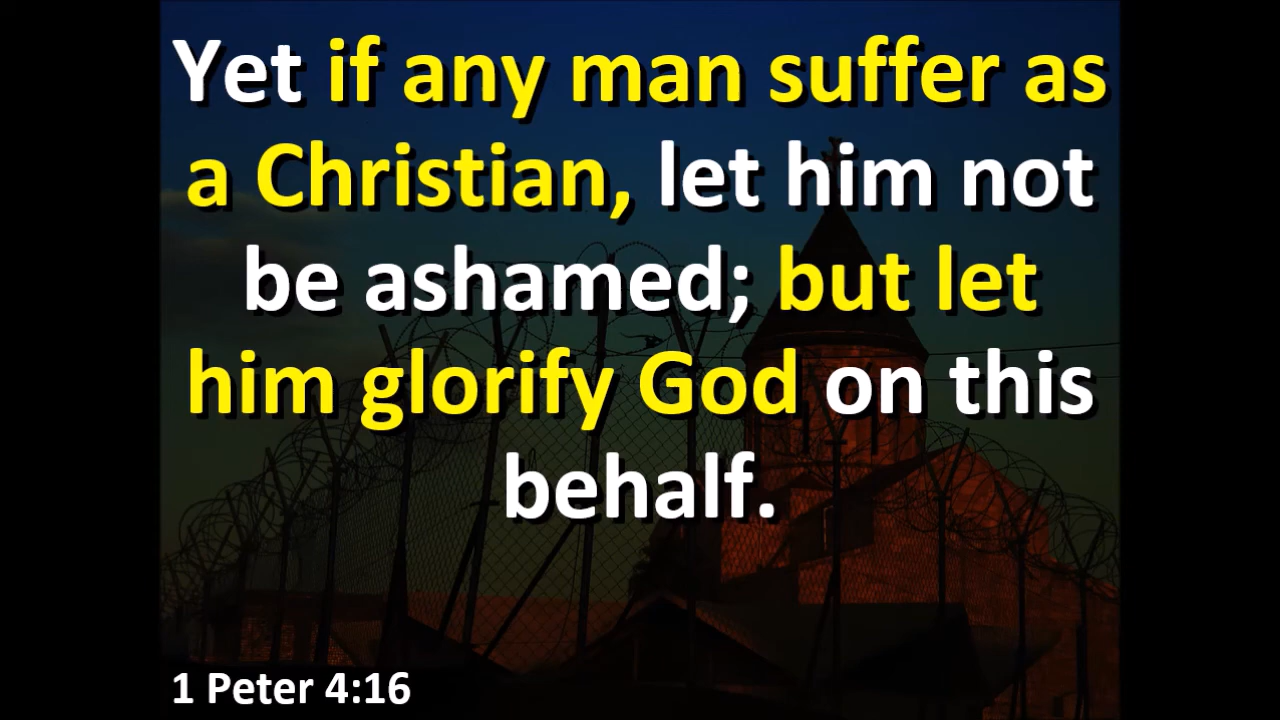 Yet if any man suffer as
a Christian, let him not
be ashamed; but let
him glorify God on this
behalf.
1 Peter 4:16